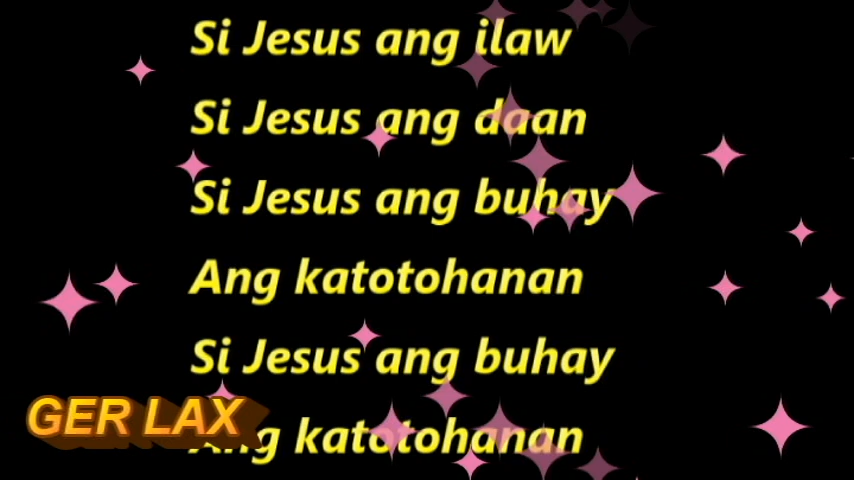 Si Jesus ang ilaw
Si Jesus ang daan
Si Jesus ang buhay
Ang katotohanan
Si Jesus ang buhay
Ang katotohanan
GER LAX